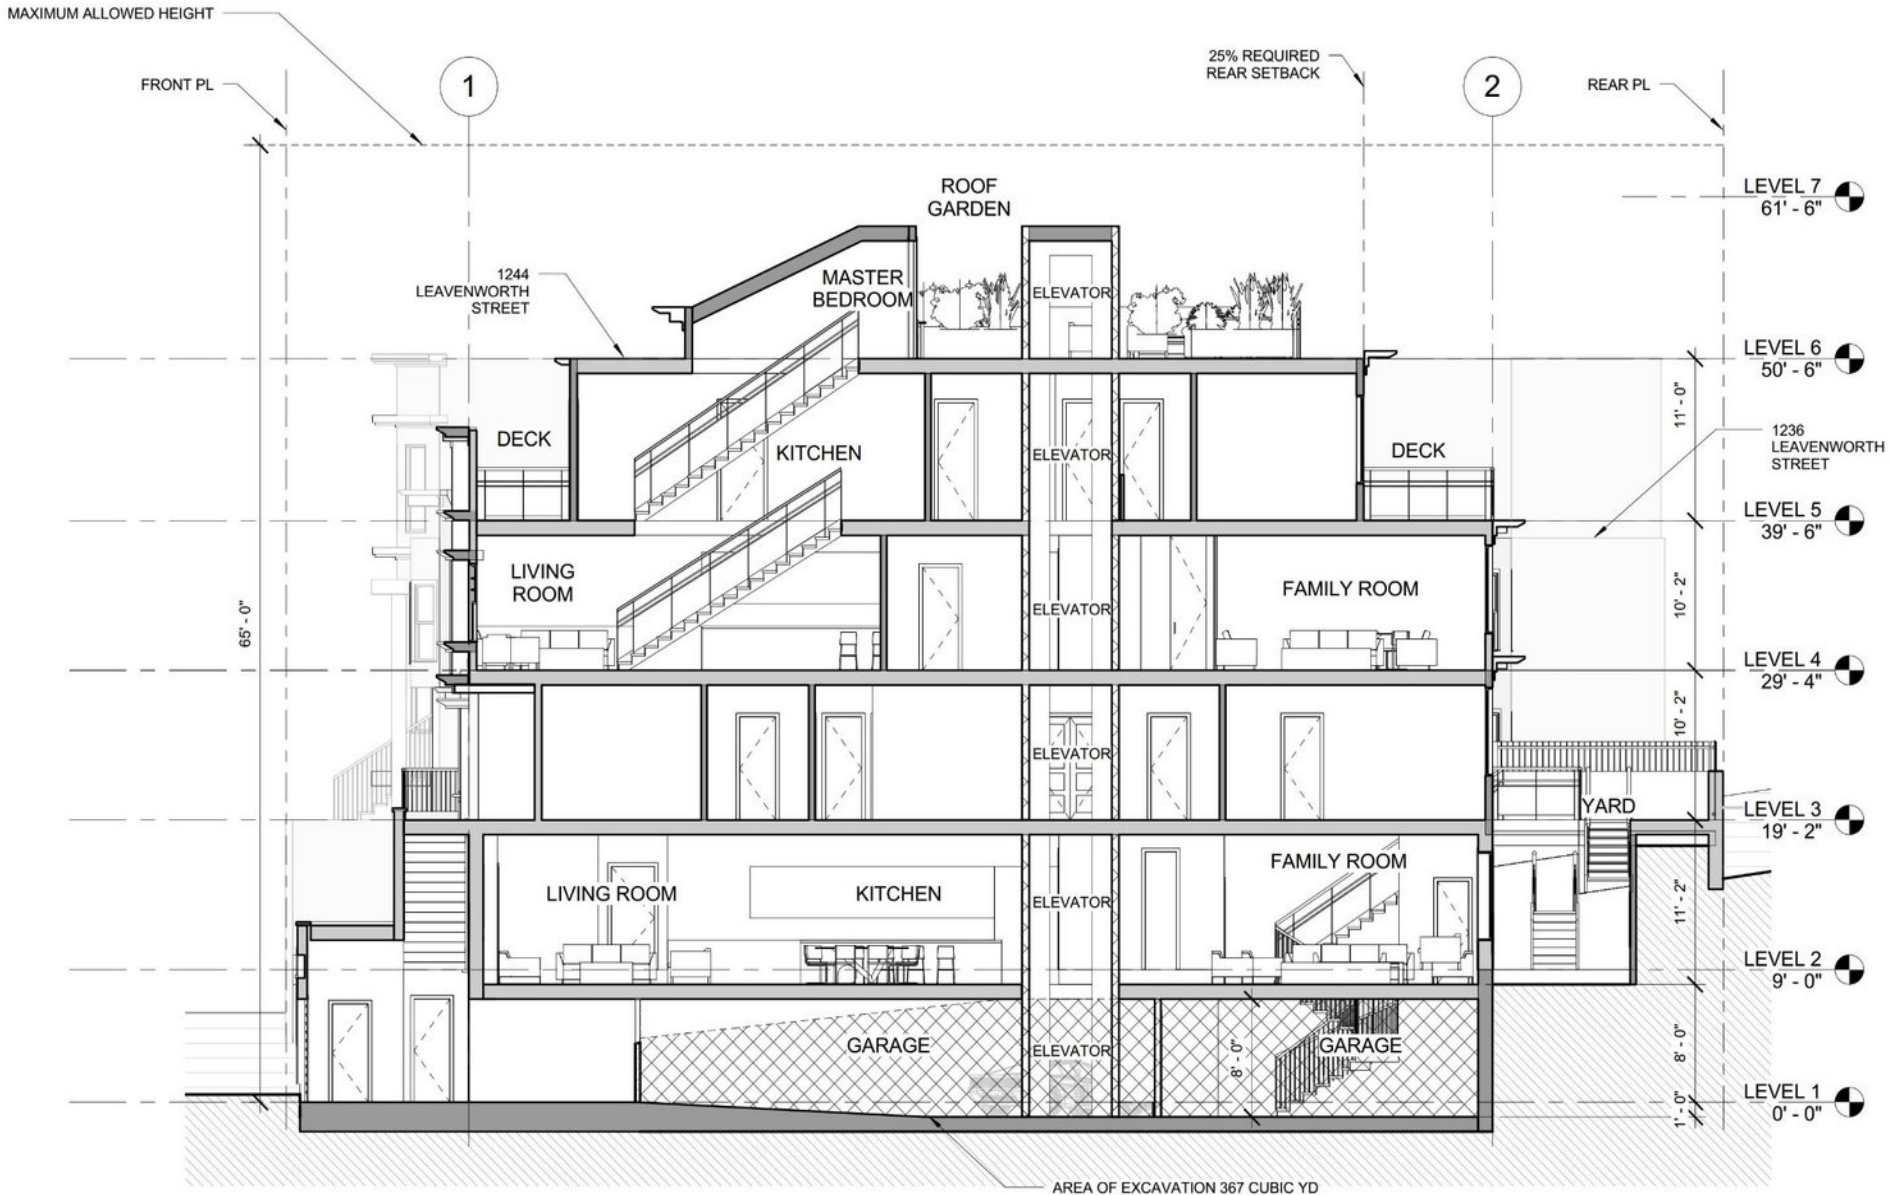 MAXIMUM ALLOWED HEIGHT
FRONT PL
1
25% REQUIRED
REAR SETBACK
2
REAR PL
ROOF
GARDEN
LEVEL 7
61' - 6"
1244
LEAVENWORTH
STREET
MASTER
BEDROOM
ELEVATOR
LEVEL 6
50' - 6"
DECK
KITCHEN
ELEVATOR
DECK
11' - 0"
1236
LEAVENWORTH
STREET
LEVEL 5
39' - 6"
LIVING
ROOM
ELEVATOR
FAMILY ROOM
10' - 2"
65' - 0"
LEVEL 4
29' - 4"
10' - 2"
ELEVATOR
YARD
LEVEL 3
19' - 2"
LIVING ROOM
KITCHEN
ELEVATOR
FAMILY ROOM
11' - 2"
LEVEL 2
9' - 0"
GARAGE
ELEVATOR
8' - 0"
GARAGE
8' - 0"
LEVEL 1
0' - 0"
1' - 0"
AREA OF EXCAVATION 367 CUBIC YD